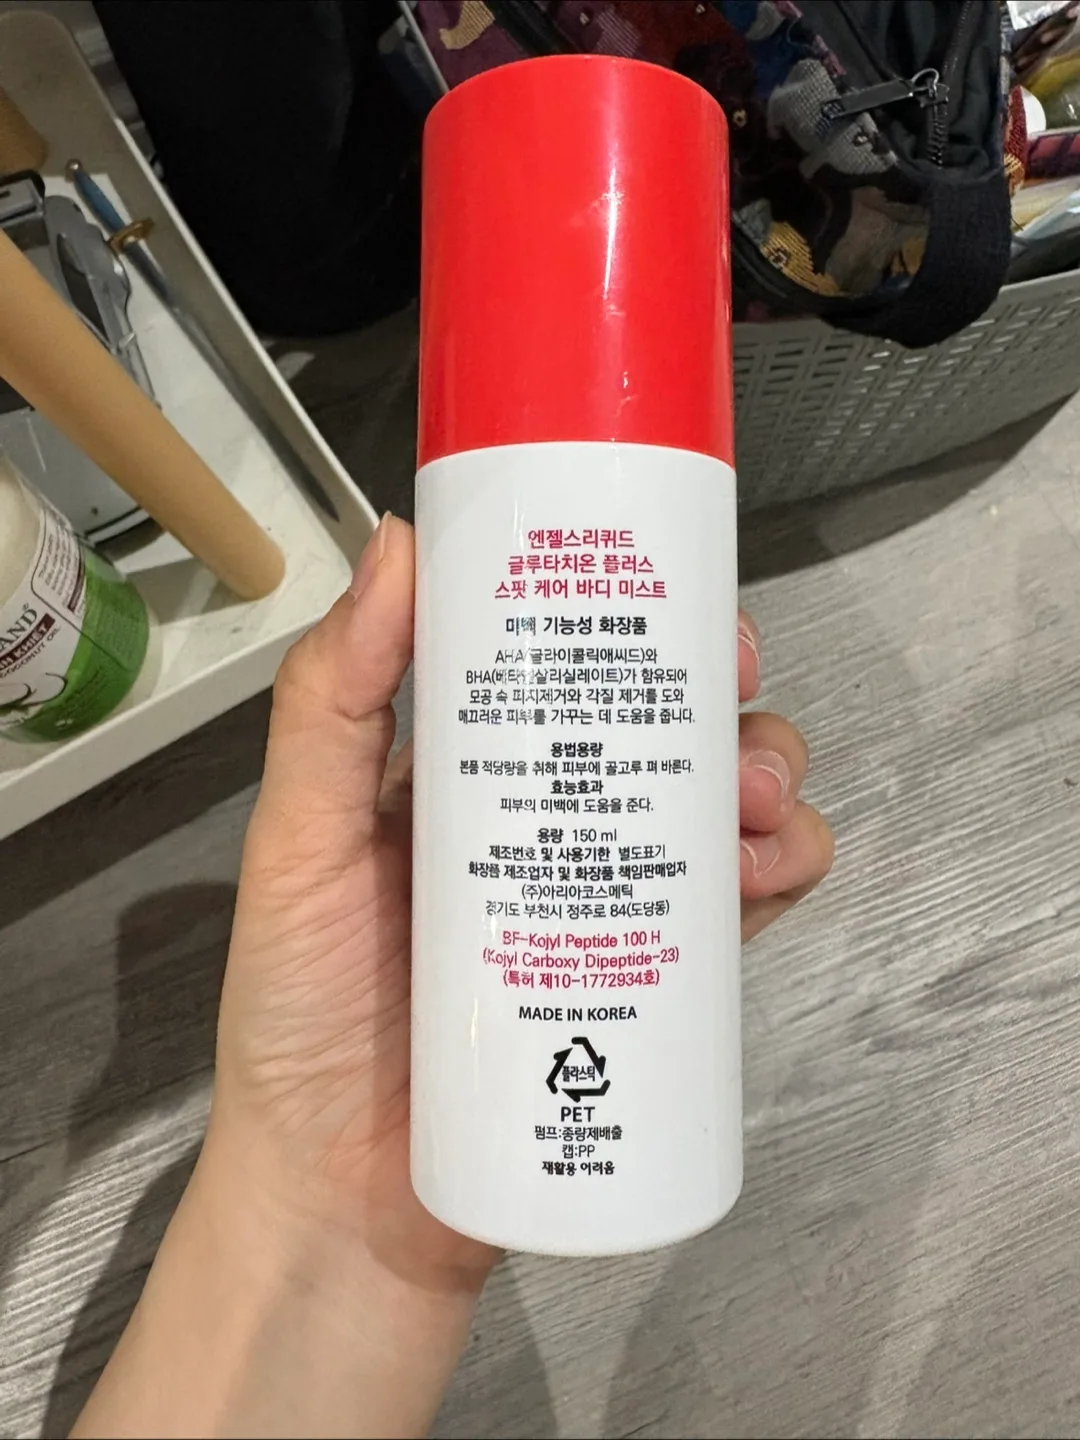 엔젤스리퀴드
글루타치온 플러스
스팟 케어 바디 미스트
미백 기능성 화장품
AHA(글라이콜릭애씨드)와
BHA(베타인살리실레이트)가 함유되어
모공 속 피지제거와 각질 제거를 도와
매끄러운 피부를 가꾸는 데 도움을 줍니다.
용법용량
본품 적당량을 취해 피부에 골고루 펴 바른다.
효능효과
피부의 미백에 도움을 준다.
용량 150 ml
제조번호 및 사용기한 별도표기
화장품 제조업자 및 화장품 책임판매업자
(주)아리아코스메틱
경기도 부천시 정주로 84(도당동)
BF-Kojyl Peptide 100 H
(Kojyl Carboxy Dipeptide-23)
(특허 제10-1772934호)
MADE IN KOREA
플라스틱
PET
펌프:종량제배출
캡:PP
재활용 어려움
AND®
KHIET
COCONUT OIL